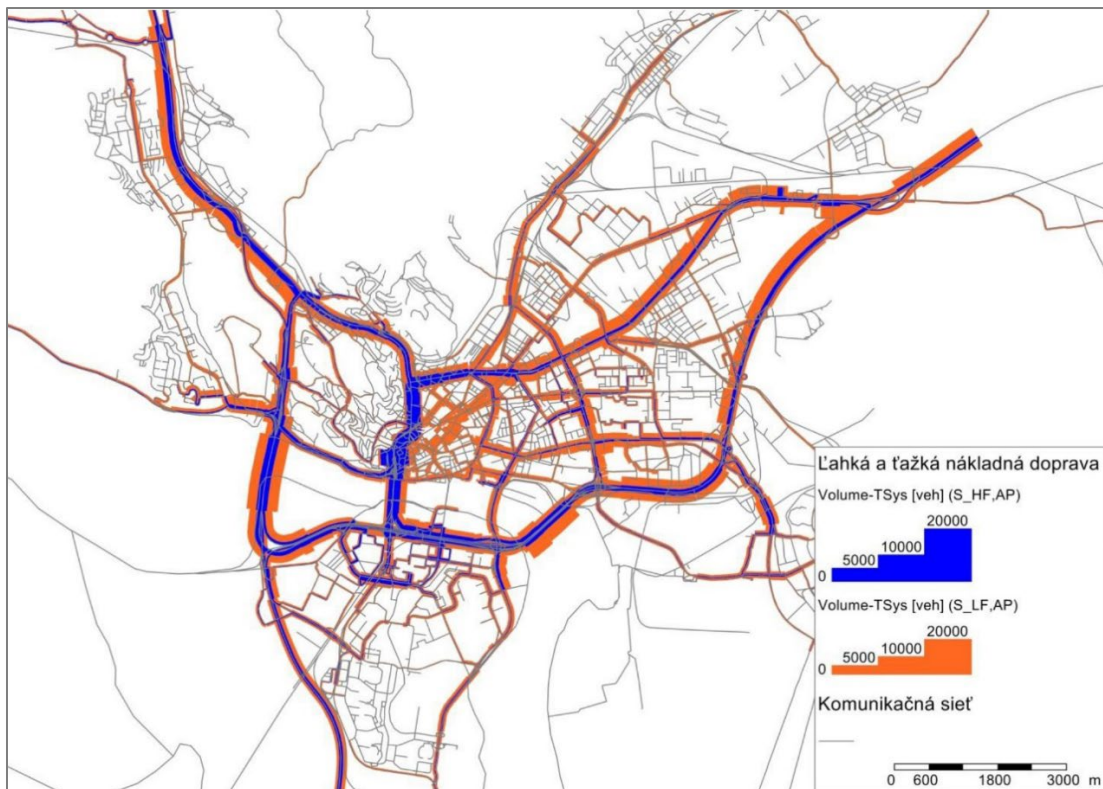 Ľahká a ťažká nákladná doprava
Volume-TSys [veh] (S_HF,AP)
0 5000 10000 20000
Volume-TSys [veh] (S_LF,AP)
0 5000 10000 20000
Komunikačná sieť
0 600 1800 3000 m